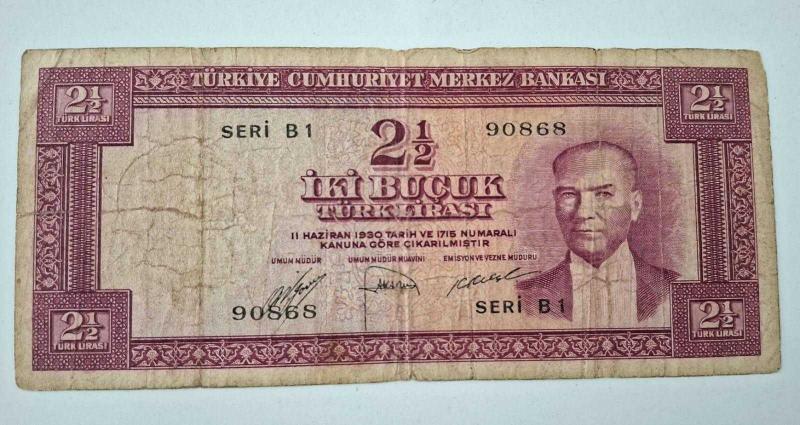 TÜRKİYE CUMHURİYET MERKEZ BANKASI
2½ TÜRK LİRASI
2½ TÜRK LİRASI
SERİ B 1
2½
90868
İKİ BUÇUK
TÜRK LİRASI
11 HAZİRAN 1930 TARİH VE 1715 NUMARALI
KANUNA GÖRE ÇIKARILMIŞTIR
UMUM MÜDÜR UMUM MÜDÜR MUAVİNİ EMİSYON VE VEZNE MÜDÜRÜ
90868
SERİ B 1
2½ TÜRK LİRASI
2½ TÜRK LİRASI